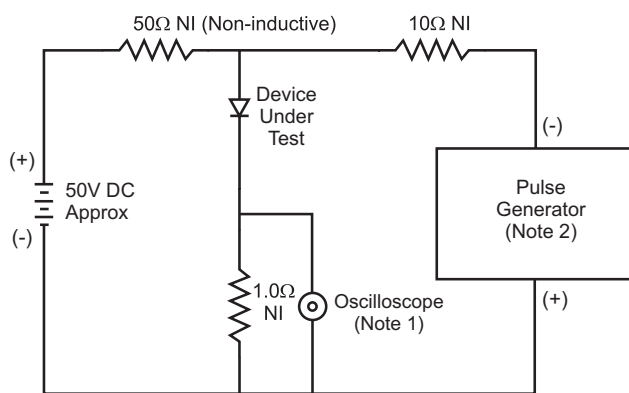 50Ω NI (Non-inductive)
10Ω NI
Device
Under
Test
(+)
50V DC
Approx
(-)
(-)
Pulse
Generator
(Note 2)
(+)
1.0Ω
NI
Oscilloscope
(Note 1)